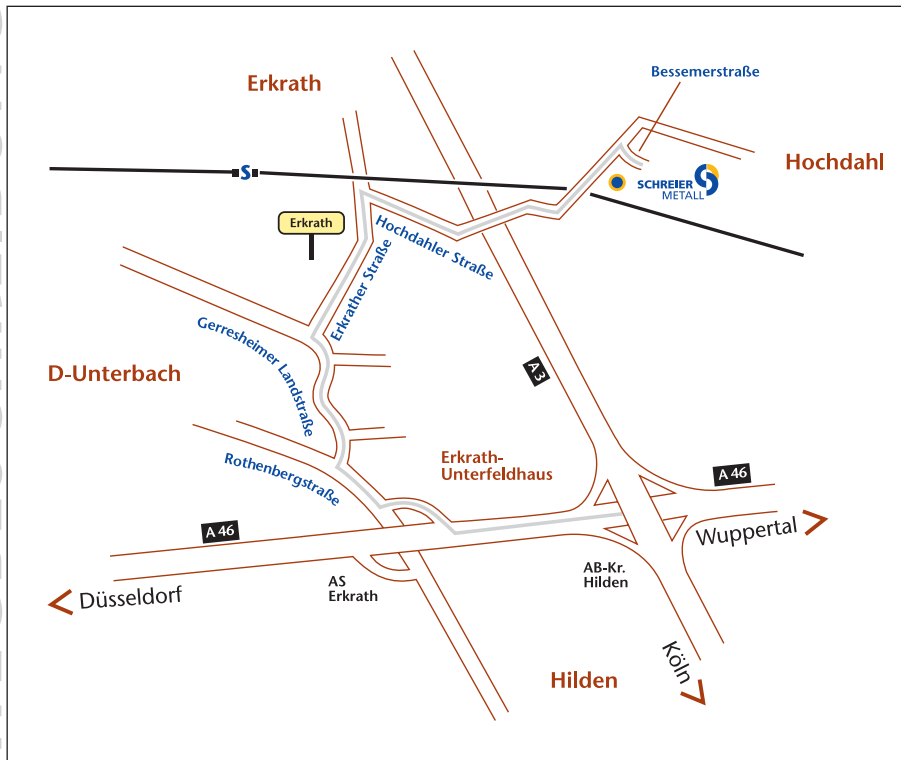 Bessemerstraße
Erkrath
Hochdahl
S
SCHREIER
METALL
Erkrath
Hochdahler Straße
Erkrather Straße
Gerresheimer Landstraße
D-Unterbach
A 3
Erkrath-
Unterfeldhaus
Rothenbergstraße
A 46
A 46
Wuppertal
Düsseldorf
AS
Erkrath
AB-Kr.
Hilden
Köln
Hilden